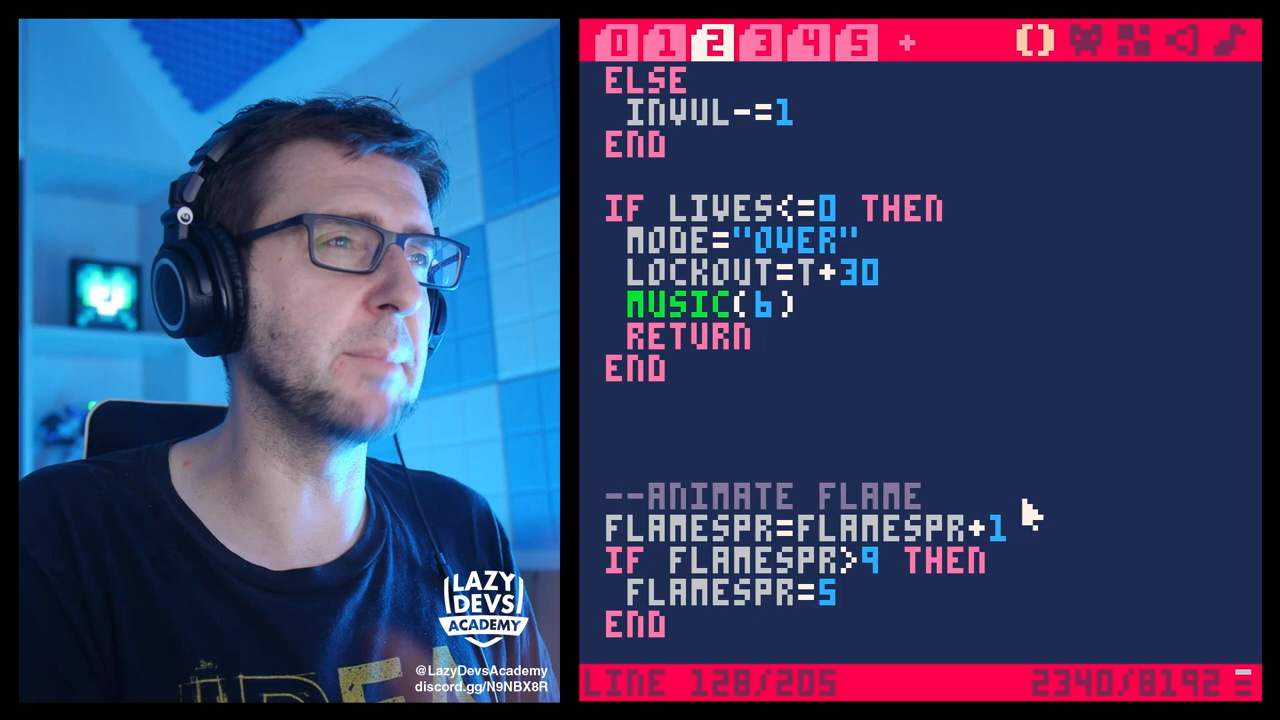 0 1 2 3 4 5 +
ELSE
INVUL-=1
END
IF LIVES<=0 THEN
MODE="OVER"
LOCKOUT=T+30
MUSIC(6)
RETURN
END
--ANIMATE FLAME
FLAMESPR=FLAMESPR+1
IF FLAMESPR>9 THEN
FLAMESPR=5
END
LINE 128/205
2340/8192
LAZY
DEVS
ACADEMY
@LazyDevsAcademy
discord.gg/N9NBX8R